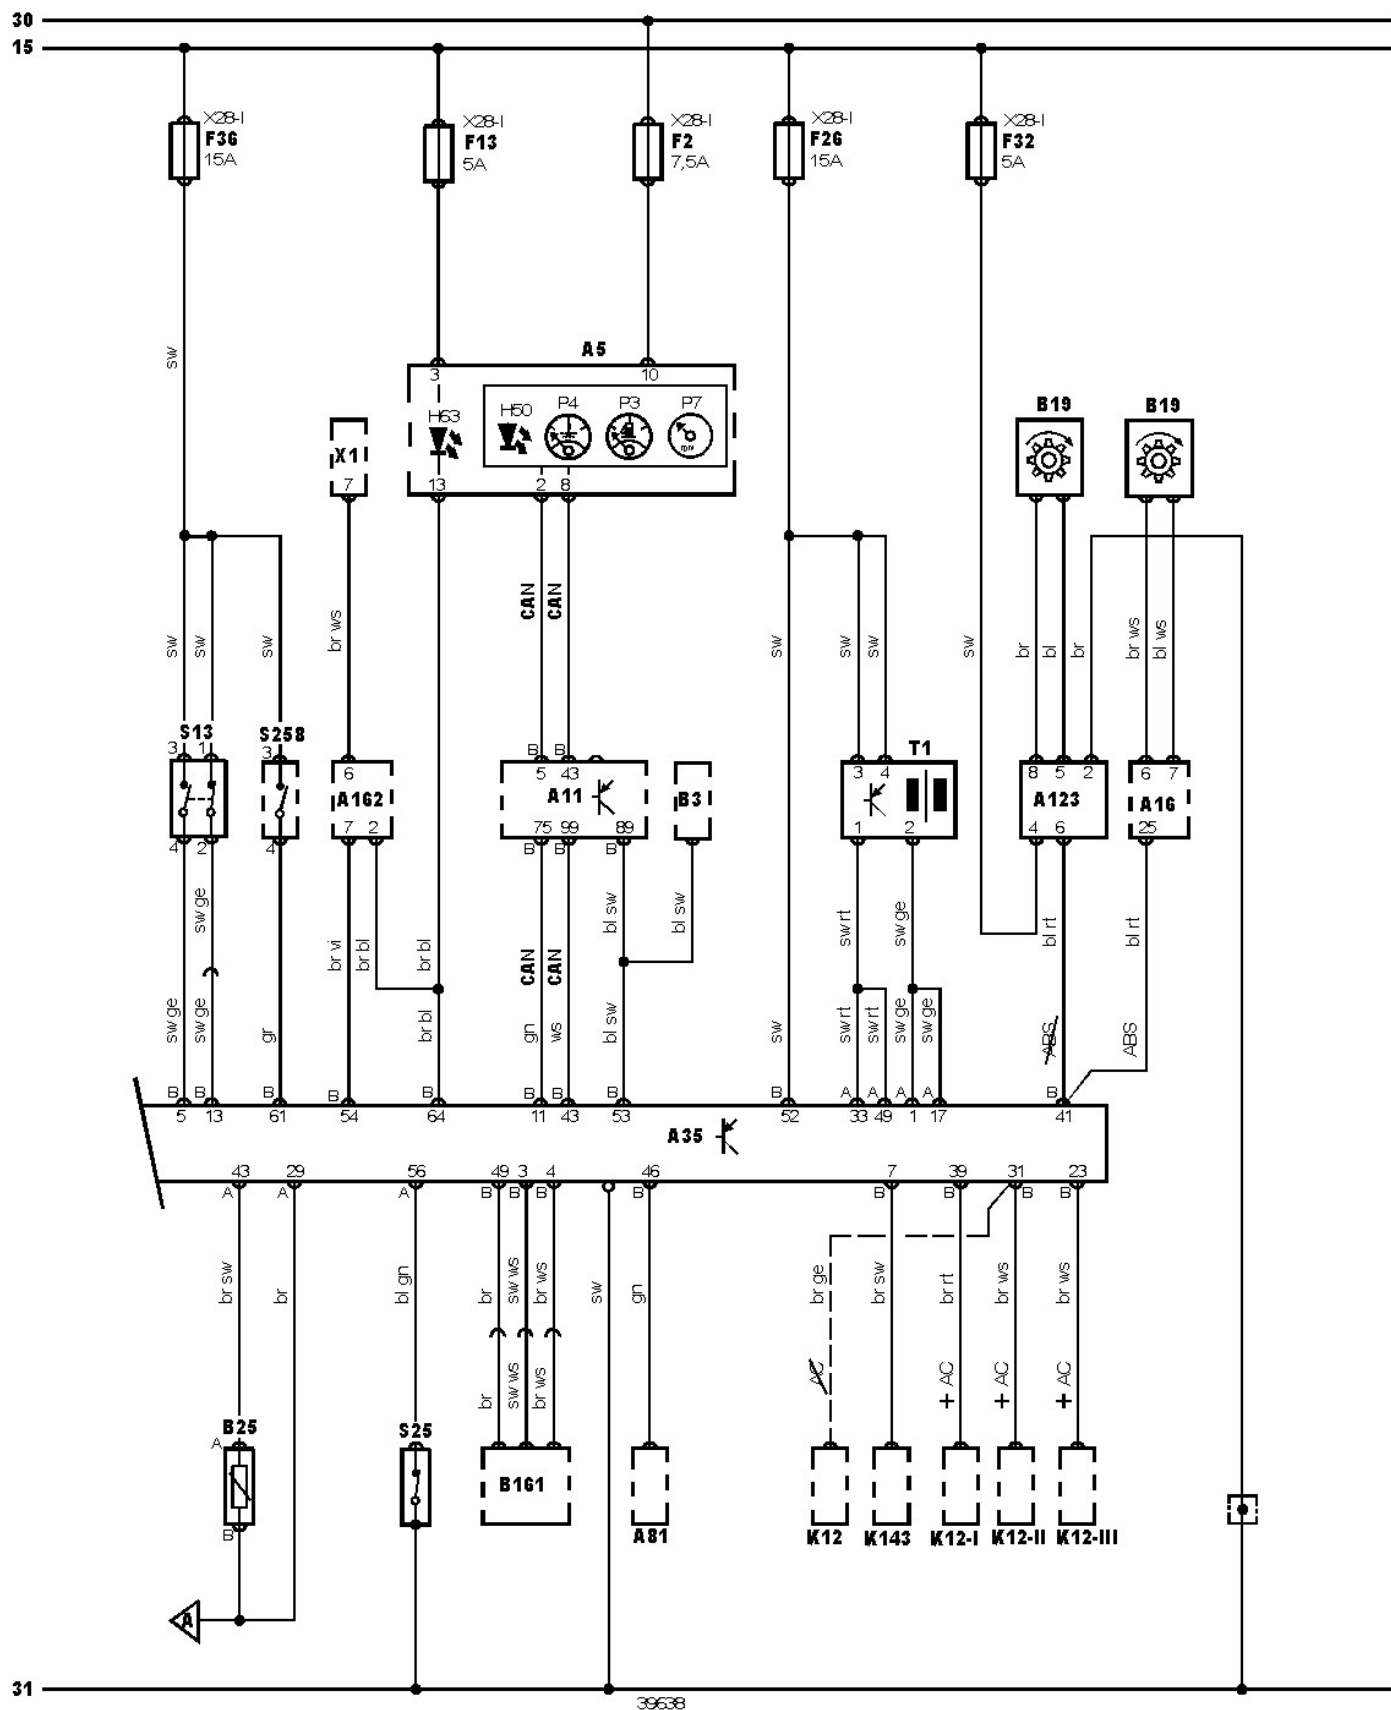 30
15
X28-I X28-I X28-I X28-I X28-I
F36 F13 F2 F26 F32
15A 5A 7,5A 15A 5A
sw
A5
3 10
H63 H50 P4 P3 P7
B19 B19
X1
7 13 2 8
sw sw sw br ws CAN CAN sw sw sw sw br bl br br ws bl ws
S13 S258 T1
3 1 3 B B
6 5 43 3 4 8 5 2 6 7
A162 A11 B3 A123 A16
7 2 75 99 89 1 2 4 6 25
4 2 4 B B B
sw ge br vi br bl br bl CAN CAN bl sw bl sw sw rt sw ge bl rt bl rt
sw ge sw ge gr br bl gn ws bl sw sw sw rt sw rt sw ge sw ge ABS ABS
B B B B B B B B B A A A A B
5 13 61 54 64 11 43 53 52 33 49 1 17 41
A35
43 29 56 49 3 4 46 7 39 31 23
A A A B B B B B B B B
br sw br bl gn br sw ws br ws sw gn br ge br sw br rt br ws br ws
br sw ws br ws AC + AC + AC + AC
B25 S25
A
B161
B
A81 K12 K143 K12-I K12-II K12-III
A
31
39638